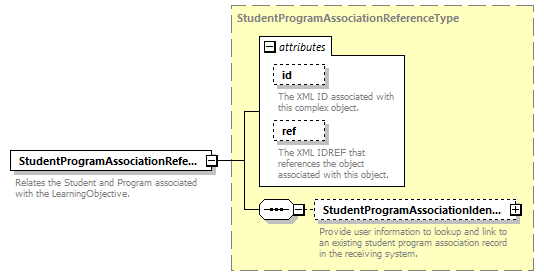 StudentProgramAssociationReferenceType
attributes
id
The XML ID associated with
this complex object.
ref
The XML IDREF that
references the object
associated with this object.
StudentProgramAssociationRefe...
Relates the Student and Program associated
with the LearningObjective.
StudentProgramAssociationIden...
Provide user information to lookup and link to
an existing student program association record
in the receiving system.